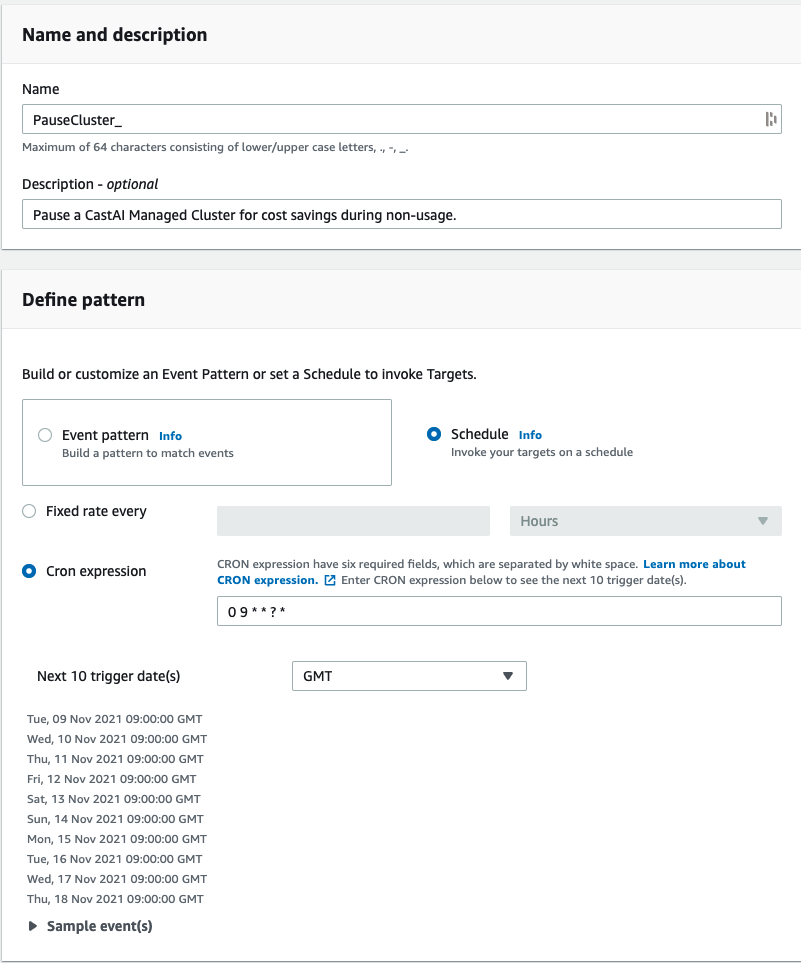 Name and description
Name
PauseCluster_
Maximum of 64 characters consisting of lower/upper case letters, ., -, _.
Description - optional
Pause a CastAI Managed Cluster for cost savings during non-usage.
Define pattern
Build or customize an Event Pattern or set a Schedule to invoke Targets.
Event pattern Info
Build a pattern to match events
Schedule Info
Invoke your targets on a schedule
Fixed rate every
Hours
Cron expression
CRON expression have six required fields, which are separated by white space. Learn more about
CRON expression. Enter CRON expression below to see the next 10 trigger date(s).
0 9 * * ? *
Next 10 trigger date(s)
GMT
Tue, 09 Nov 2021 09:00:00 GMT
Wed, 10 Nov 2021 09:00:00 GMT
Thu, 11 Nov 2021 09:00:00 GMT
Fri, 12 Nov 2021 09:00:00 GMT
Sat, 13 Nov 2021 09:00:00 GMT
Sun, 14 Nov 2021 09:00:00 GMT
Mon, 15 Nov 2021 09:00:00 GMT
Tue, 16 Nov 2021 09:00:00 GMT
Wed, 17 Nov 2021 09:00:00 GMT
Thu, 18 Nov 2021 09:00:00 GMT
Sample event(s)